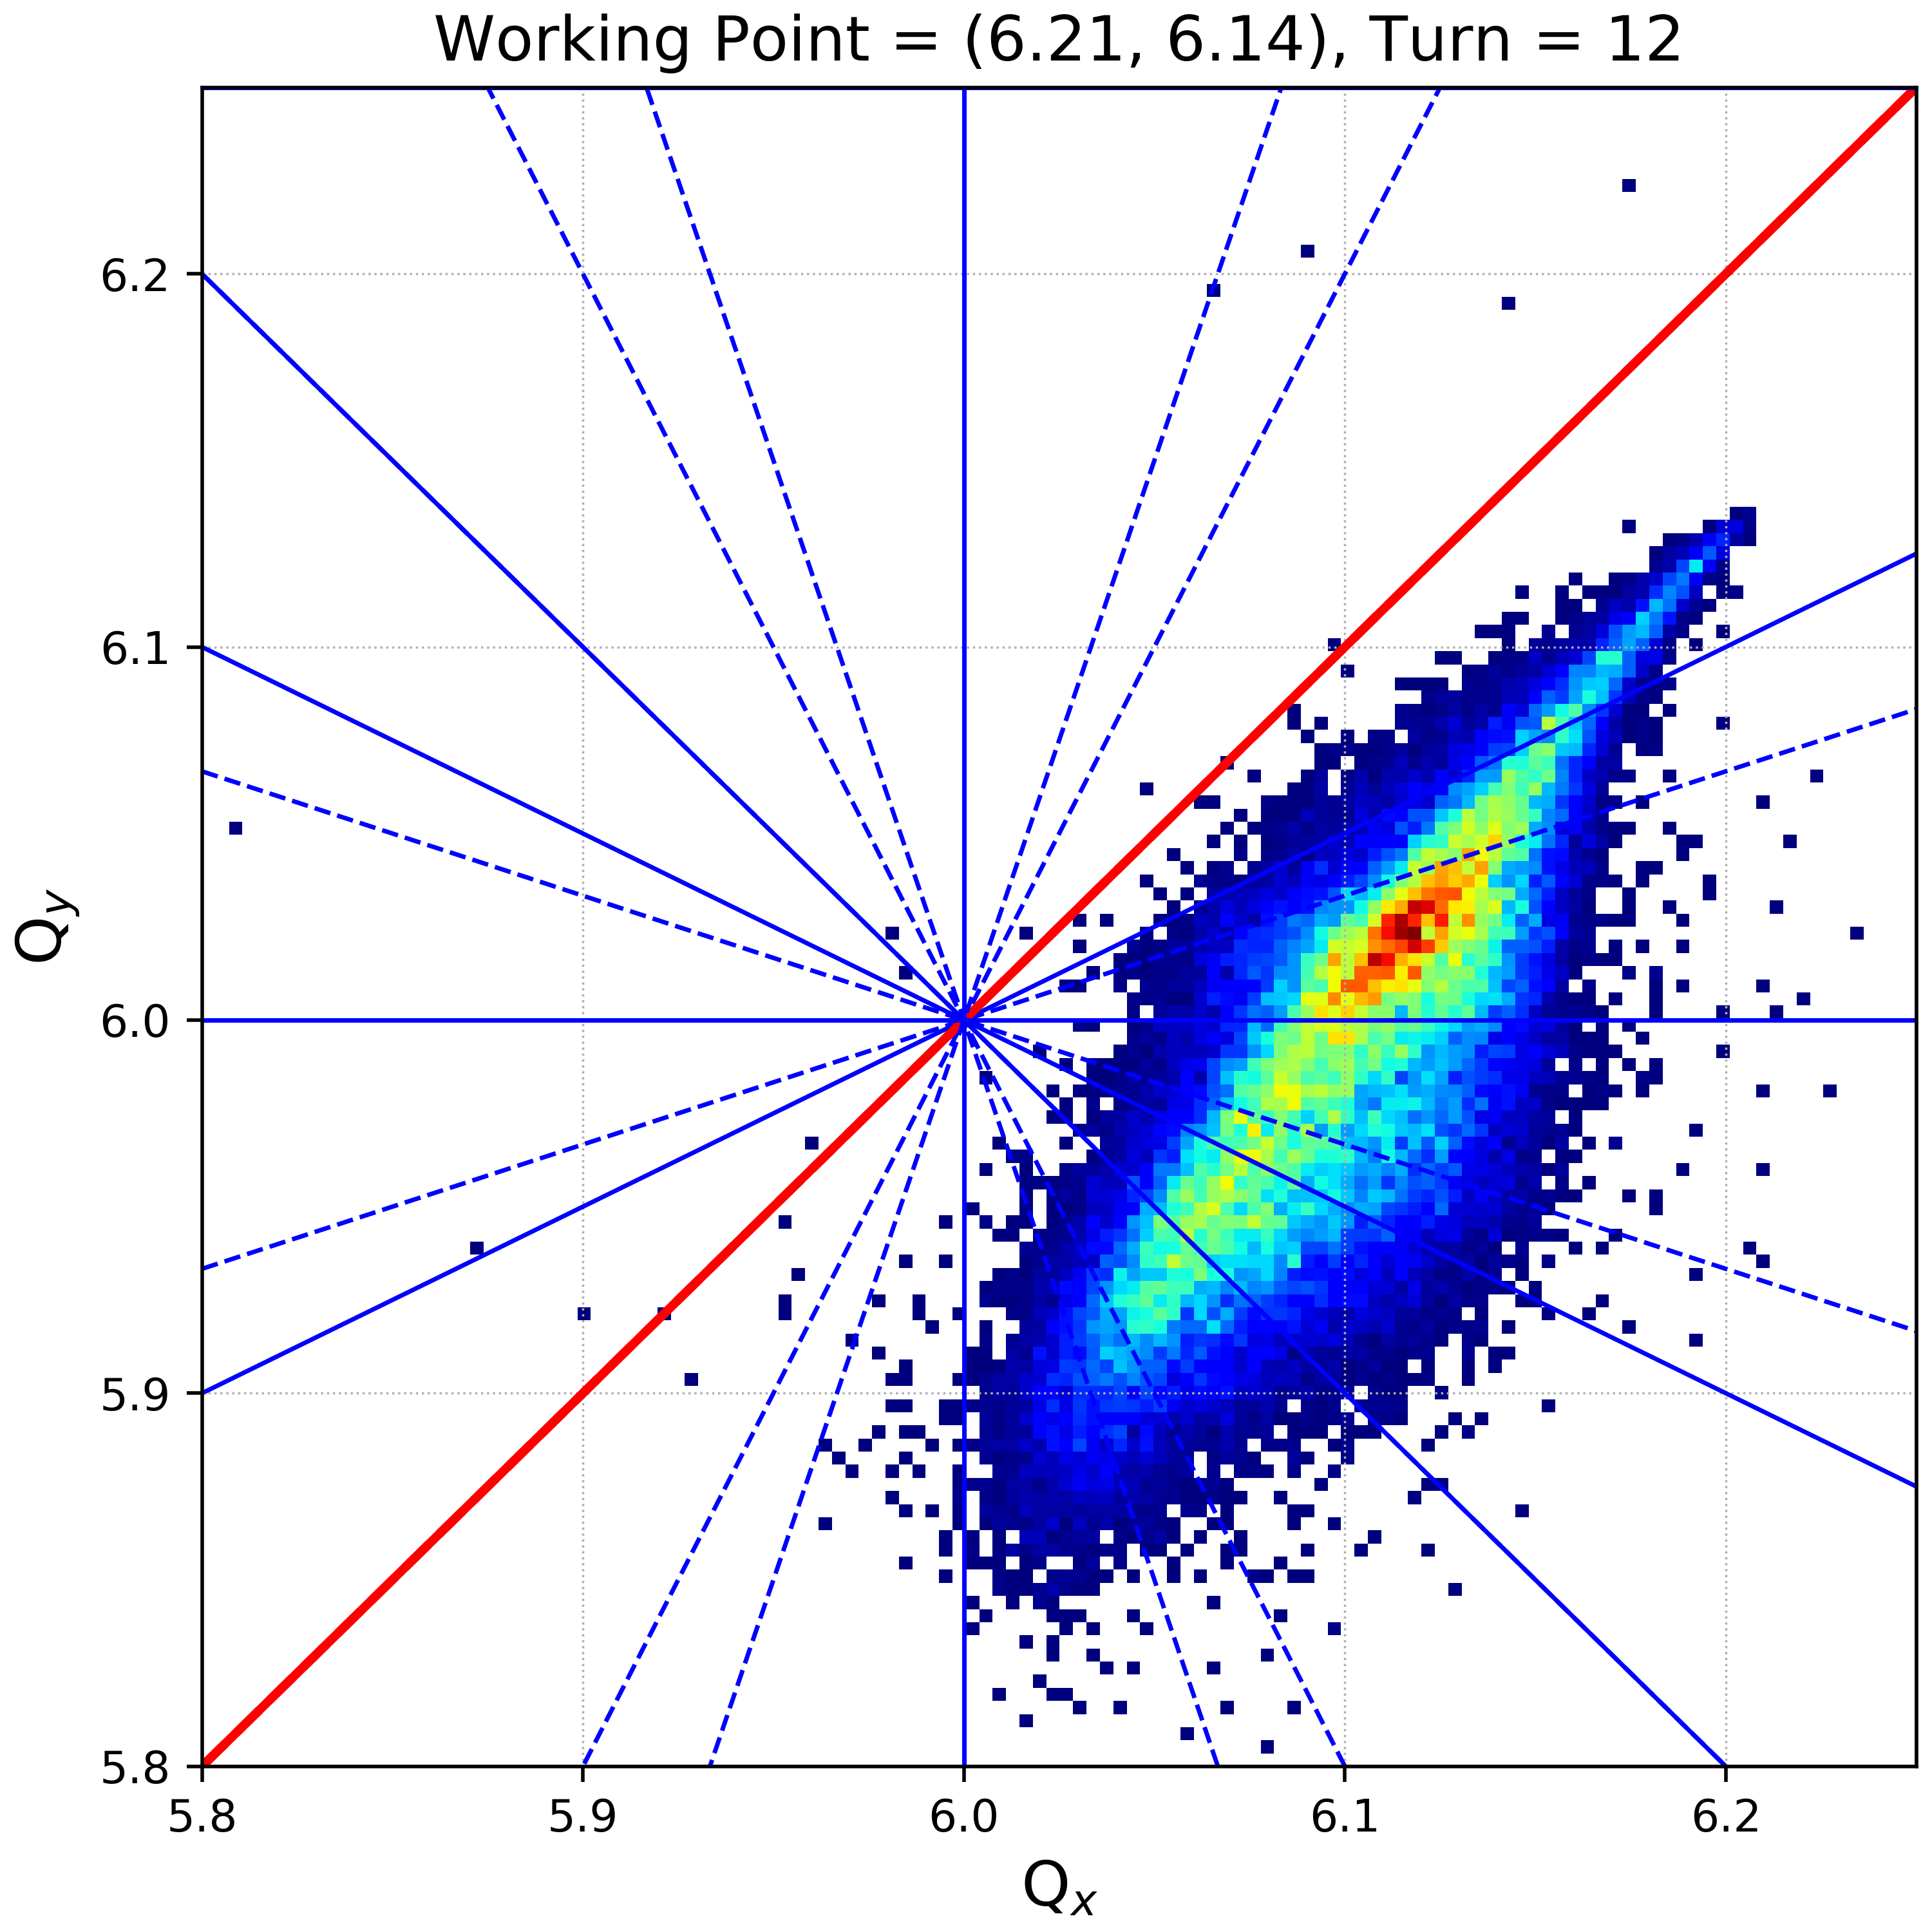 Working Point = (6.21, 6.14), Turn = 12
6.2
6.1
6.0
5.9
5.8
Qy
5.8 5.9 6.0 6.1 6.2
Qx